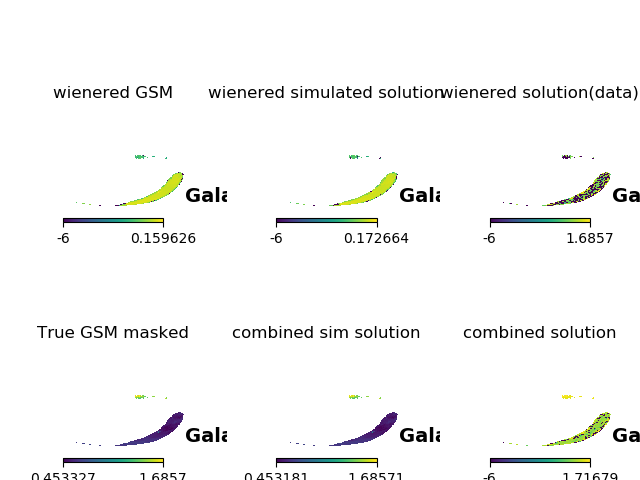 wienered GSM
wienered simulated solution
wienered solution(data)
Gala
Gala
Ga
-6 0.159626
-6 0.172664
-6 1.6857
True GSM masked
combined sim solution
combined solution
Gala
Gala
Ga
0.453327 1.6857
0.453181 1.68571
-6 1.71679